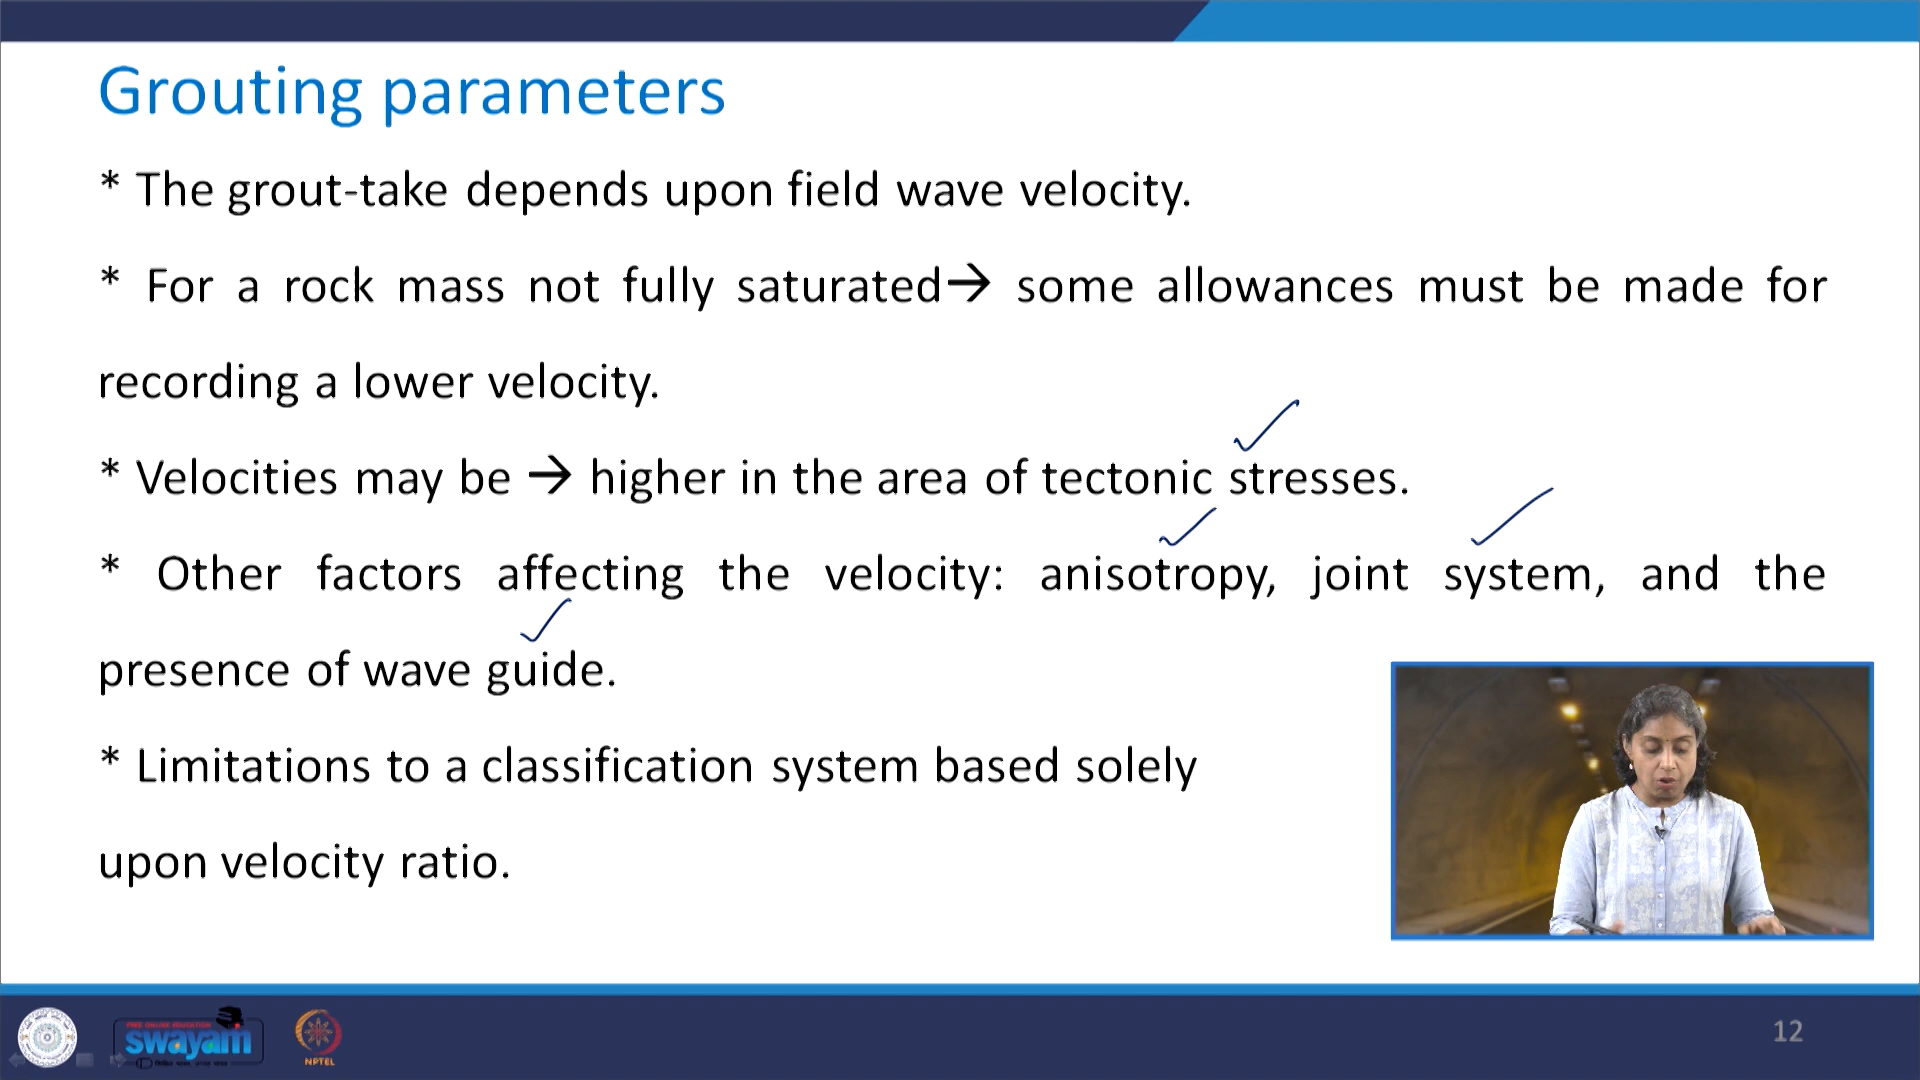 Grouting parameters
* The grout-take depends upon field wave velocity.
* For a rock mass not fully saturated→ some allowances must be made for
recording a lower velocity.
* Velocities may be → higher in the area of tectonic stresses.
* Other factors affecting the velocity: anisotropy, joint system, and the
presence of wave guide.
* Limitations to a classification system based solely
upon velocity ratio.
FREE ONLINE EDUCATION
swayam
NPTEL
12